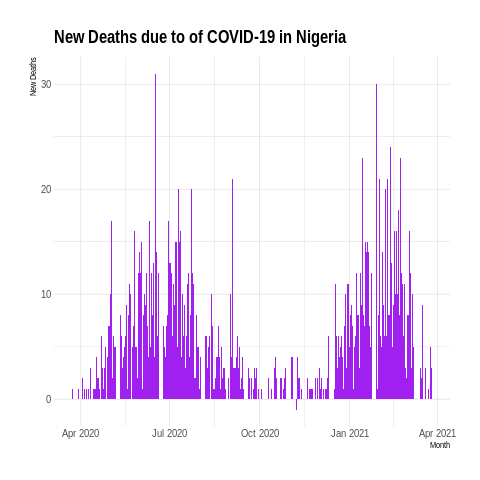 New Deaths due to of COVID-19 in Nigeria
New Deaths
30
20
10
0
Apr 2020 Jul 2020 Oct 2020 Jan 2021 Apr 2021
Month